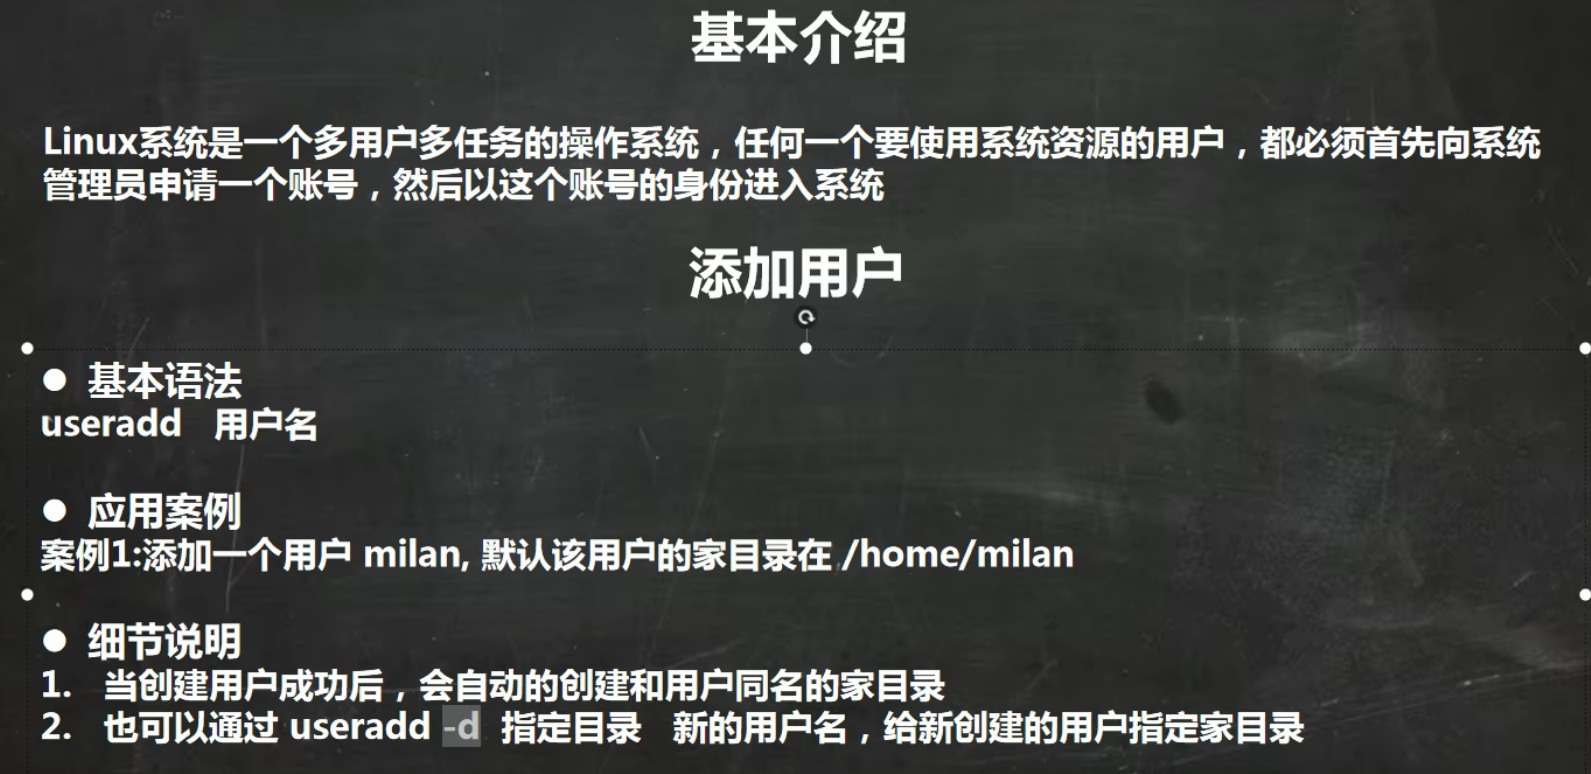 基本介绍
Linux系统是一个多用户多任务的操作系统，任何一个要使用系统资源的用户，都必须首先向系统
管理员申请一个账号，然后以这个账号的身份进入系统
添加用户
● 基本语法
useradd 用户名
● 应用案例
案例1:添加一个用户 milan, 默认该用户的家目录在 /home/milan
● 细节说明
1. 当创建用户成功后，会自动的创建和用户同名的家目录
2. 也可以通过 useradd -d 指定目录 新的用户名，给新创建的用户指定家目录